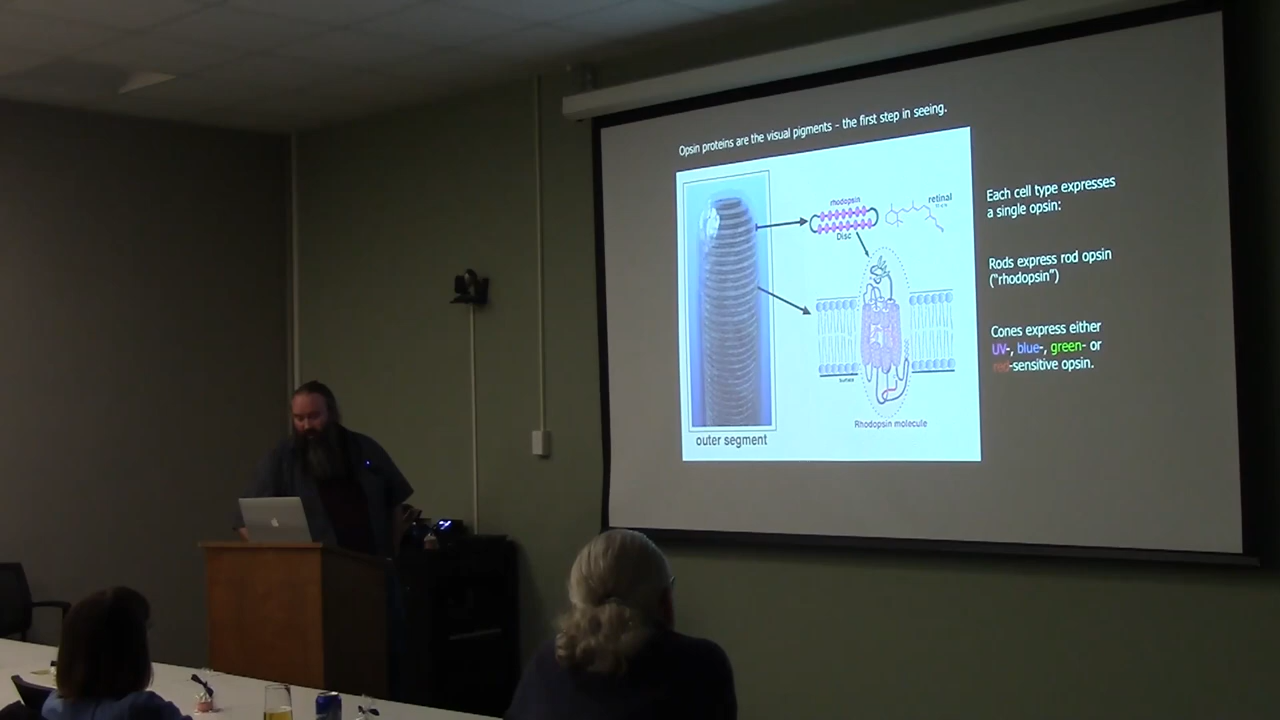 Opsin proteins are the visual pigments - the first step in seeing.
rhodopsin
retinal
Disc
Rhodopsin molecule
outer segment
Each cell type expresses
a single opsin:
Rods express rod opsin
("rhodopsin")
Cones express either
UV-, blue-, green- or
red-sensitive opsin.